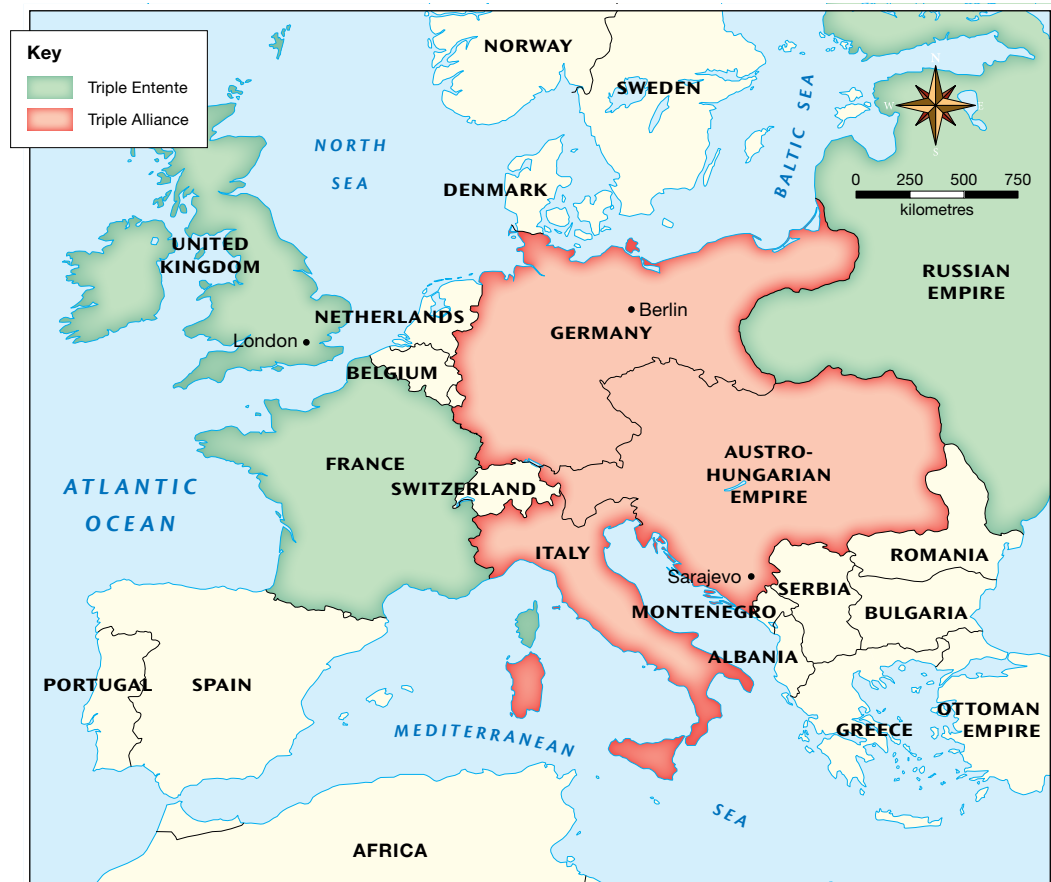 Key
Triple Entente
Triple Alliance
NORWAY
SWEDEN
BALTIC SEA
N
W
E
S
NORTH
SEA
DENMARK
0 250 500 750
kilometres
UNITED
KINGDOM
RUSSIAN
EMPIRE
London
NETHERLANDS
Berlin
GERMANY
BELGIUM
FRANCE
SWITZERLAND
AUSTRO-
HUNGARIAN
EMPIRE
ATLANTIC
OCEAN
ITALY
ROMANIA
Sarajevo
SERBIA
MONTENEGRO
BULGARIA
ALBANIA
PORTUGAL
SPAIN
OTTOMAN
EMPIRE
GREECE
MEDITERRANEAN
SEA
AFRICA